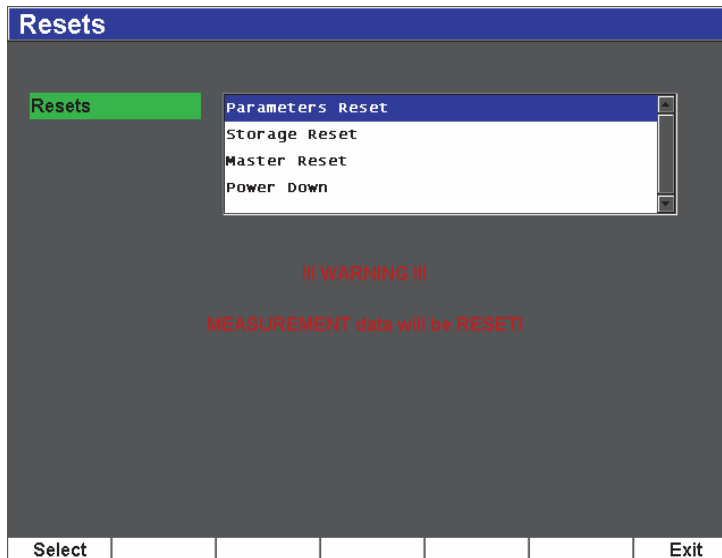 Resets
Resets
Parameters Reset
Storage Reset
Master Reset
Power Down
!!! WARNING !!!
MEASUREMENT data will be RESET!
Select Exit